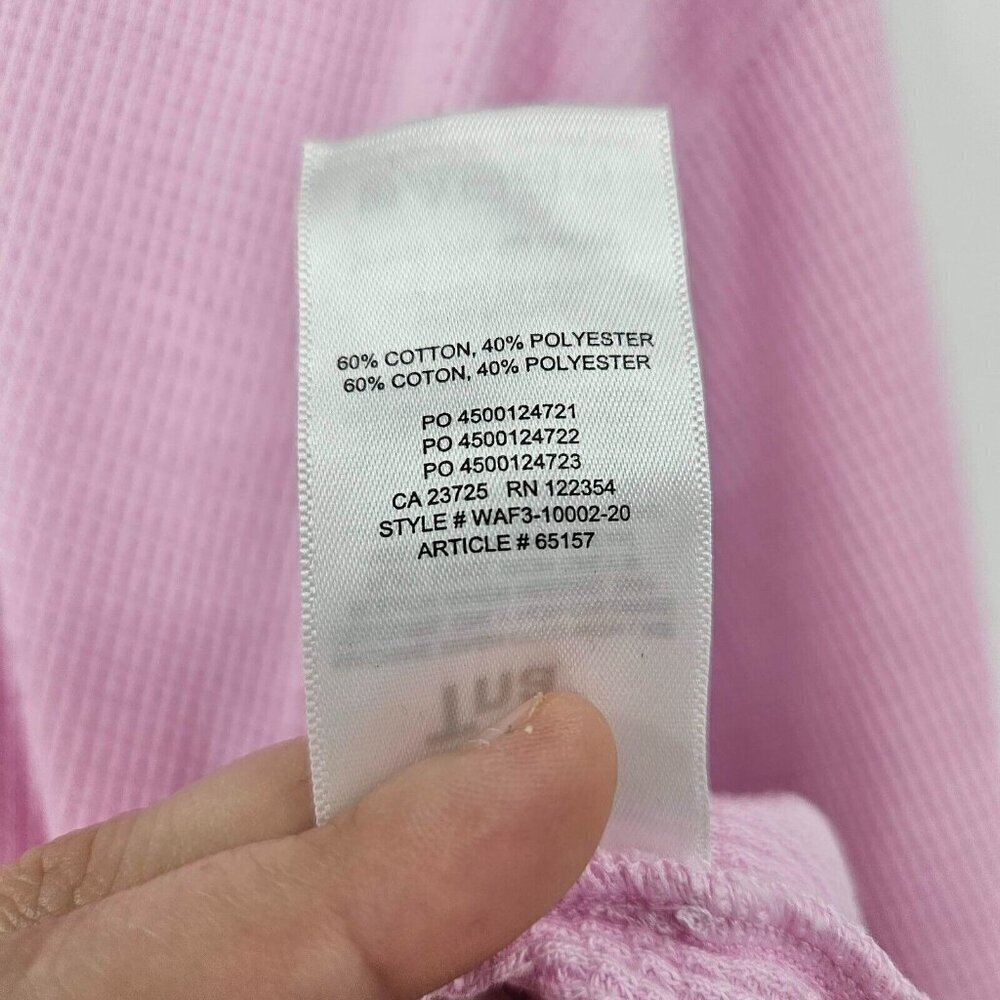 60% COTTON, 40% POLYESTER
60% COTON, 40% POLYESTER
PO 4500124721
PO 4500124722
PO 4500124723
CA 23725 RN 122354
STYLE # WAF3-10002-20
ARTICLE # 65157